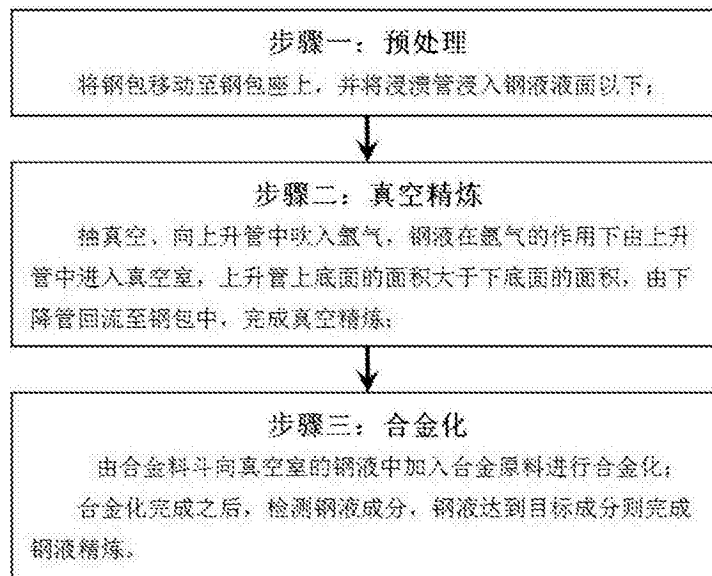 步骤一：预处理
将钢包移动至钢包座上，并将浸渍管浸入钢液液面以下；
步骤二：真空精炼
抽真空，向上升管中吹入氩气，钢液在氩气的作用下由上升
管中进入真空室，上升管上底面的面积大于下底面的面积，由下
降管回流至钢包中，完成真空精炼；
步骤三：合金化
由合金料斗向真空室的钢液中加入合金原料进行合金化；
合金化完成之后，检测钢液成分，钢液达到目标成分则完成
钢液精炼。